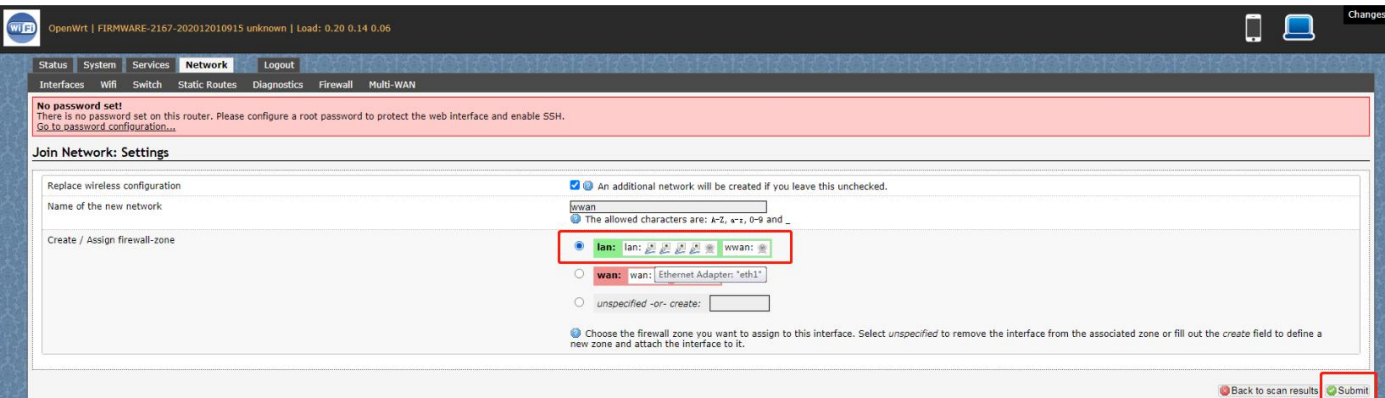 WiFi
OpenWrt | FIRMWARE-2167-202012010915 unknown | Load: 0.20 0.14 0.06
Changes
Status System Services Network Logout
Interfaces Wifi Switch Static Routes Diagnostics Firewall Multi-WAN
No password set!
There is no password set on this router. Please configure a root password to protect the web interface and enable SSH.
Go to password configuration...
Join Network: Settings
Replace wireless configuration
An additional network will be created if you leave this unchecked.
Name of the new network
wwan
The allowed characters are: A-Z, a-z, 0-9 and _
Create / Assign firewall-zone
lan: lan: wwan:
wan: wan: Ethernet Adapter: "eth1"
unspecified -or- create:
Choose the firewall zone you want to assign to this interface. Select unspecified to remove the interface from the associated zone or fill out the create field to define a
new zone and attach the interface to it.
Back to scan results Submit